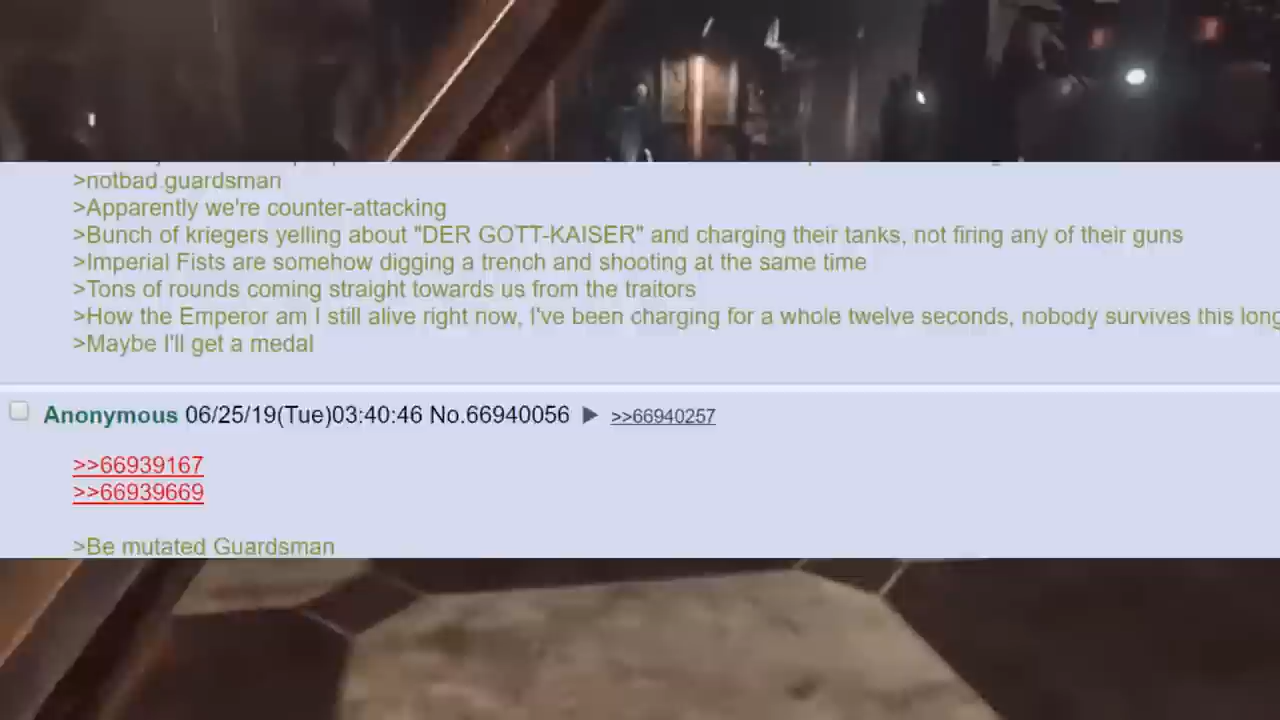 >notbad.guardsman
>Apparently we're counter-attacking
>Bunch of kriegers yelling about "DER GOTT-KAISER" and charging their tanks, not firing any of their guns
>Imperial Fists are somehow digging a trench and shooting at the same time
>Tons of rounds coming straight towards us from the traitors
>How the Emperor am I still alive right now, I've been charging for a whole twelve seconds, nobody survives this long
>Maybe I'll get a medal
Anonymous 06/25/19(Tue)03:40:46 No.66940056 ▶ >>66940257
>>66939167
>>66939669
>Be mutated Guardsman